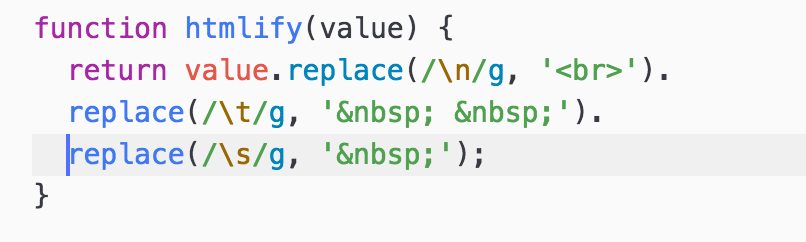 function htmlify(value) {
  return value.replace(/\n/g, '<br>').
  replace(/\t/g, '&nbsp; &nbsp;').
  replace(/\s/g, '&nbsp;');
}